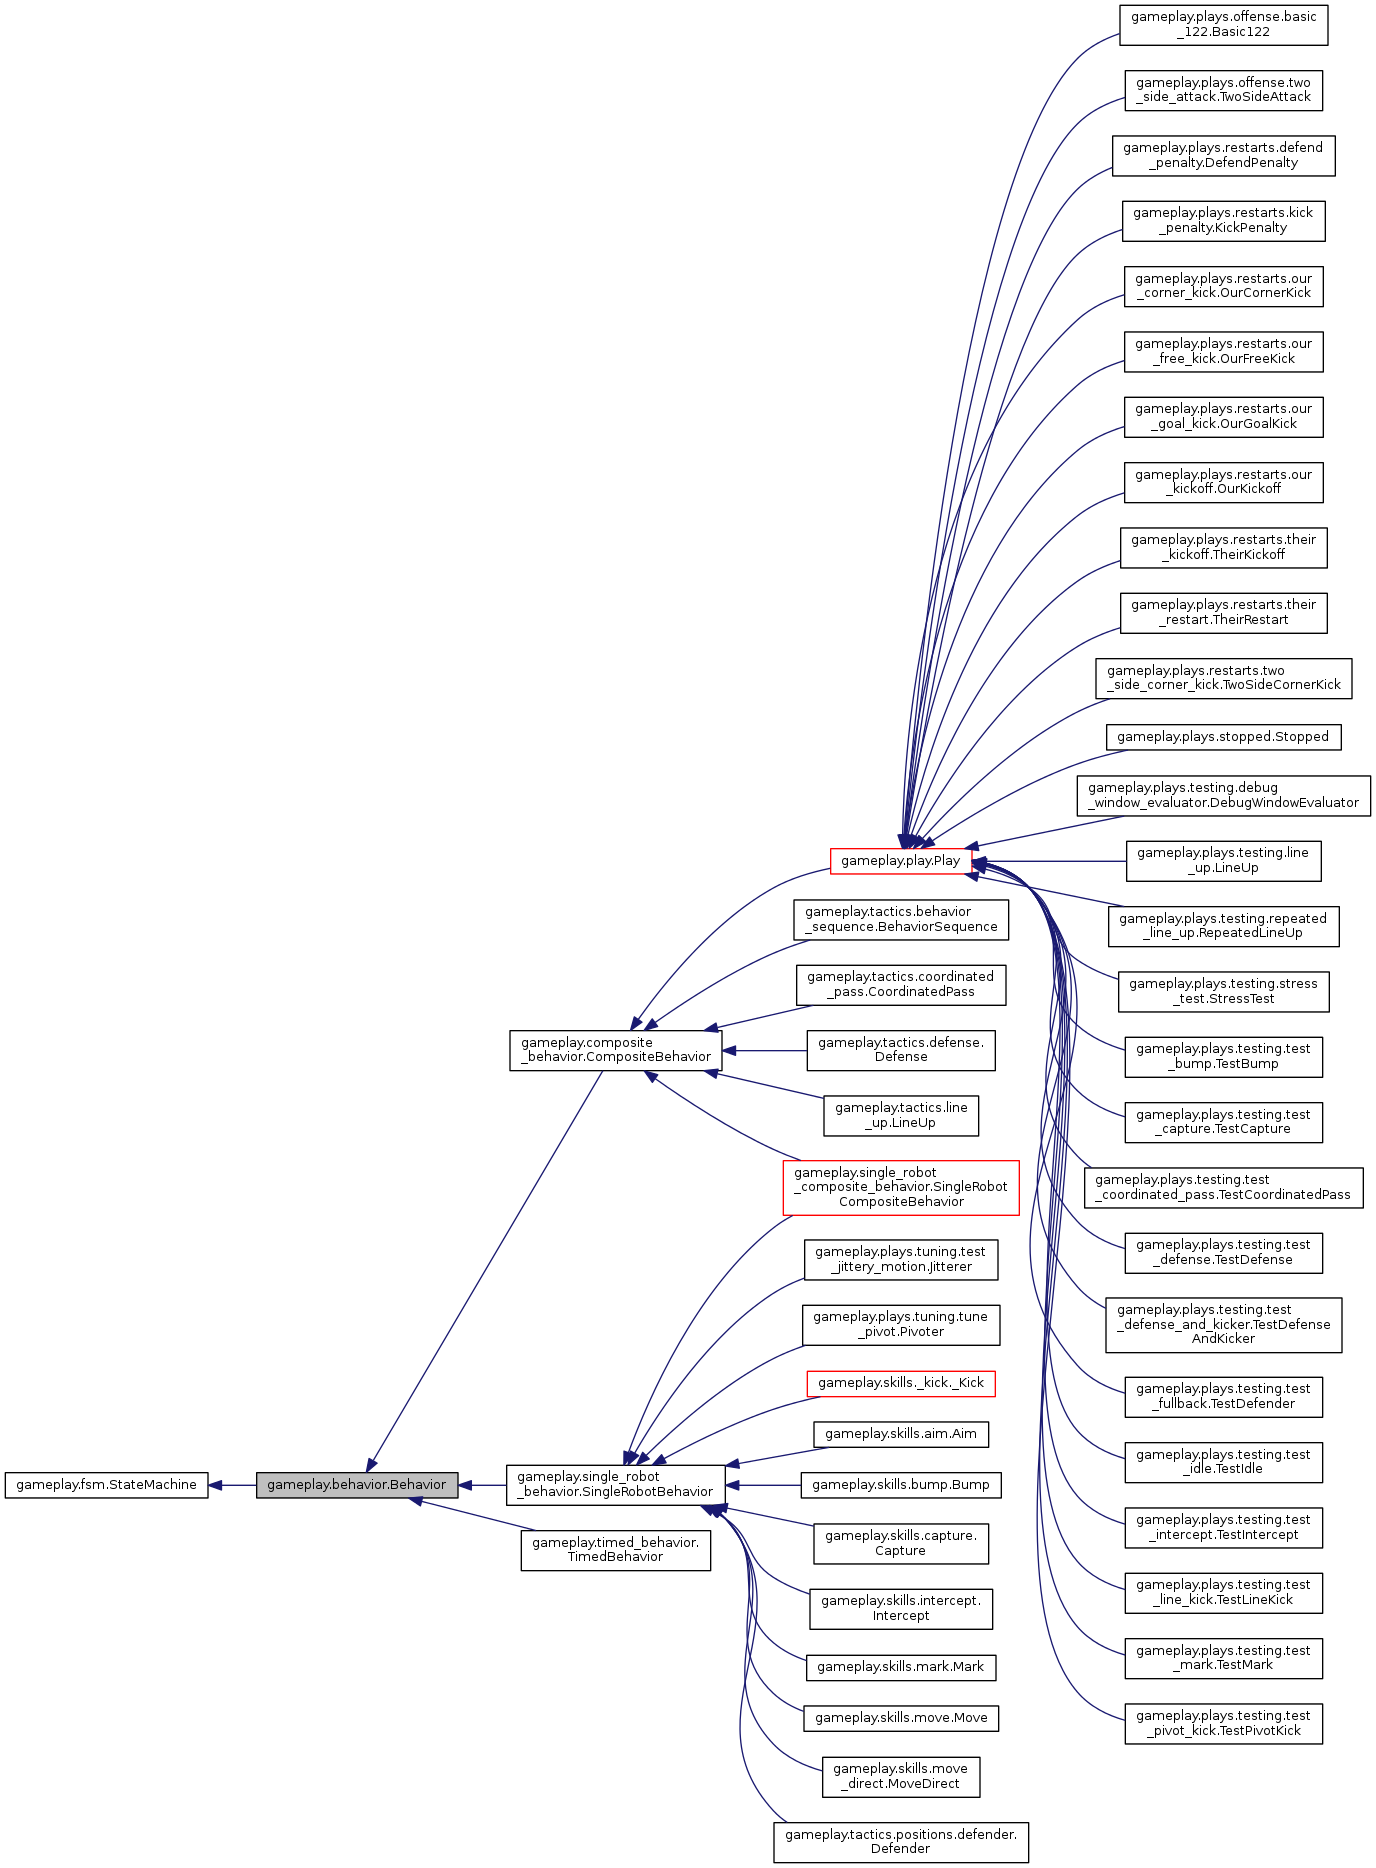 gameplay.plays.offense.basic
_122.Basic122
gameplay.plays.offense.two
_side_attack.TwoSideAttack
gameplay.plays.restarts.defend
_penalty.DefendPenalty
gameplay.plays.restarts.kick
_penalty.KickPenalty
gameplay.plays.restarts.our
_corner_kick.OurCornerKick
gameplay.plays.restarts.our
_free_kick.OurFreeKick
gameplay.plays.restarts.our
_goal_kick.OurGoalKick
gameplay.plays.restarts.our
_kickoff.OurKickoff
gameplay.plays.restarts.their
_kickoff.TheirKickoff
gameplay.plays.restarts.their
_restart.TheirRestart
gameplay.plays.restarts.two
_side_corner_kick.TwoSideCornerKick
gameplay.plays.stopped.Stopped
gameplay.plays.testing.debug
_window_evaluator.DebugWindowEvaluator
gameplay.plays.testing.line
_up.LineUp
gameplay.plays.testing.repeated
_line_up.RepeatedLineUp
gameplay.plays.testing.stress
_test.StressTest
gameplay.plays.testing.test
_bump.TestBump
gameplay.plays.testing.test
_capture.TestCapture
gameplay.plays.testing.test
_coordinated_pass.TestCoordinatedPass
gameplay.plays.testing.test
_defense.TestDefense
gameplay.plays.testing.test
_defense_and_kicker.TestDefense
AndKicker
gameplay.plays.testing.test
_fullback.TestDefender
gameplay.plays.testing.test
_idle.TestIdle
gameplay.plays.testing.test
_intercept.TestIntercept
gameplay.plays.testing.test
_line_kick.TestLineKick
gameplay.plays.testing.test
_mark.TestMark
gameplay.plays.testing.test
_pivot_kick.TestPivotKick
gameplay.play.Play
gameplay.tactics.behavior
_sequence.BehaviorSequence
gameplay.tactics.coordinated
_pass.CoordinatedPass
gameplay.tactics.defense.
Defense
gameplay.tactics.line
_up.LineUp
gameplay.single_robot
_composite_behavior.SingleRobot
CompositeBehavior
gameplay.plays.tuning.test
_jittery_motion.Jitterer
gameplay.plays.tuning.tune
_pivot.Pivoter
gameplay.skills._kick._Kick
gameplay.skills.aim.Aim
gameplay.skills.bump.Bump
gameplay.skills.capture.
Capture
gameplay.skills.intercept.
Intercept
gameplay.skills.mark.Mark
gameplay.skills.move.Move
gameplay.skills.move
_direct.MoveDirect
gameplay.tactics.positions.defender.
Defender
gameplay.composite
_behavior.CompositeBehavior
gameplay.single_robot
_behavior.SingleRobotBehavior
gameplay.timed_behavior.
TimedBehavior
gameplay.fsm.StateMachine
gameplay.behavior.Behavior